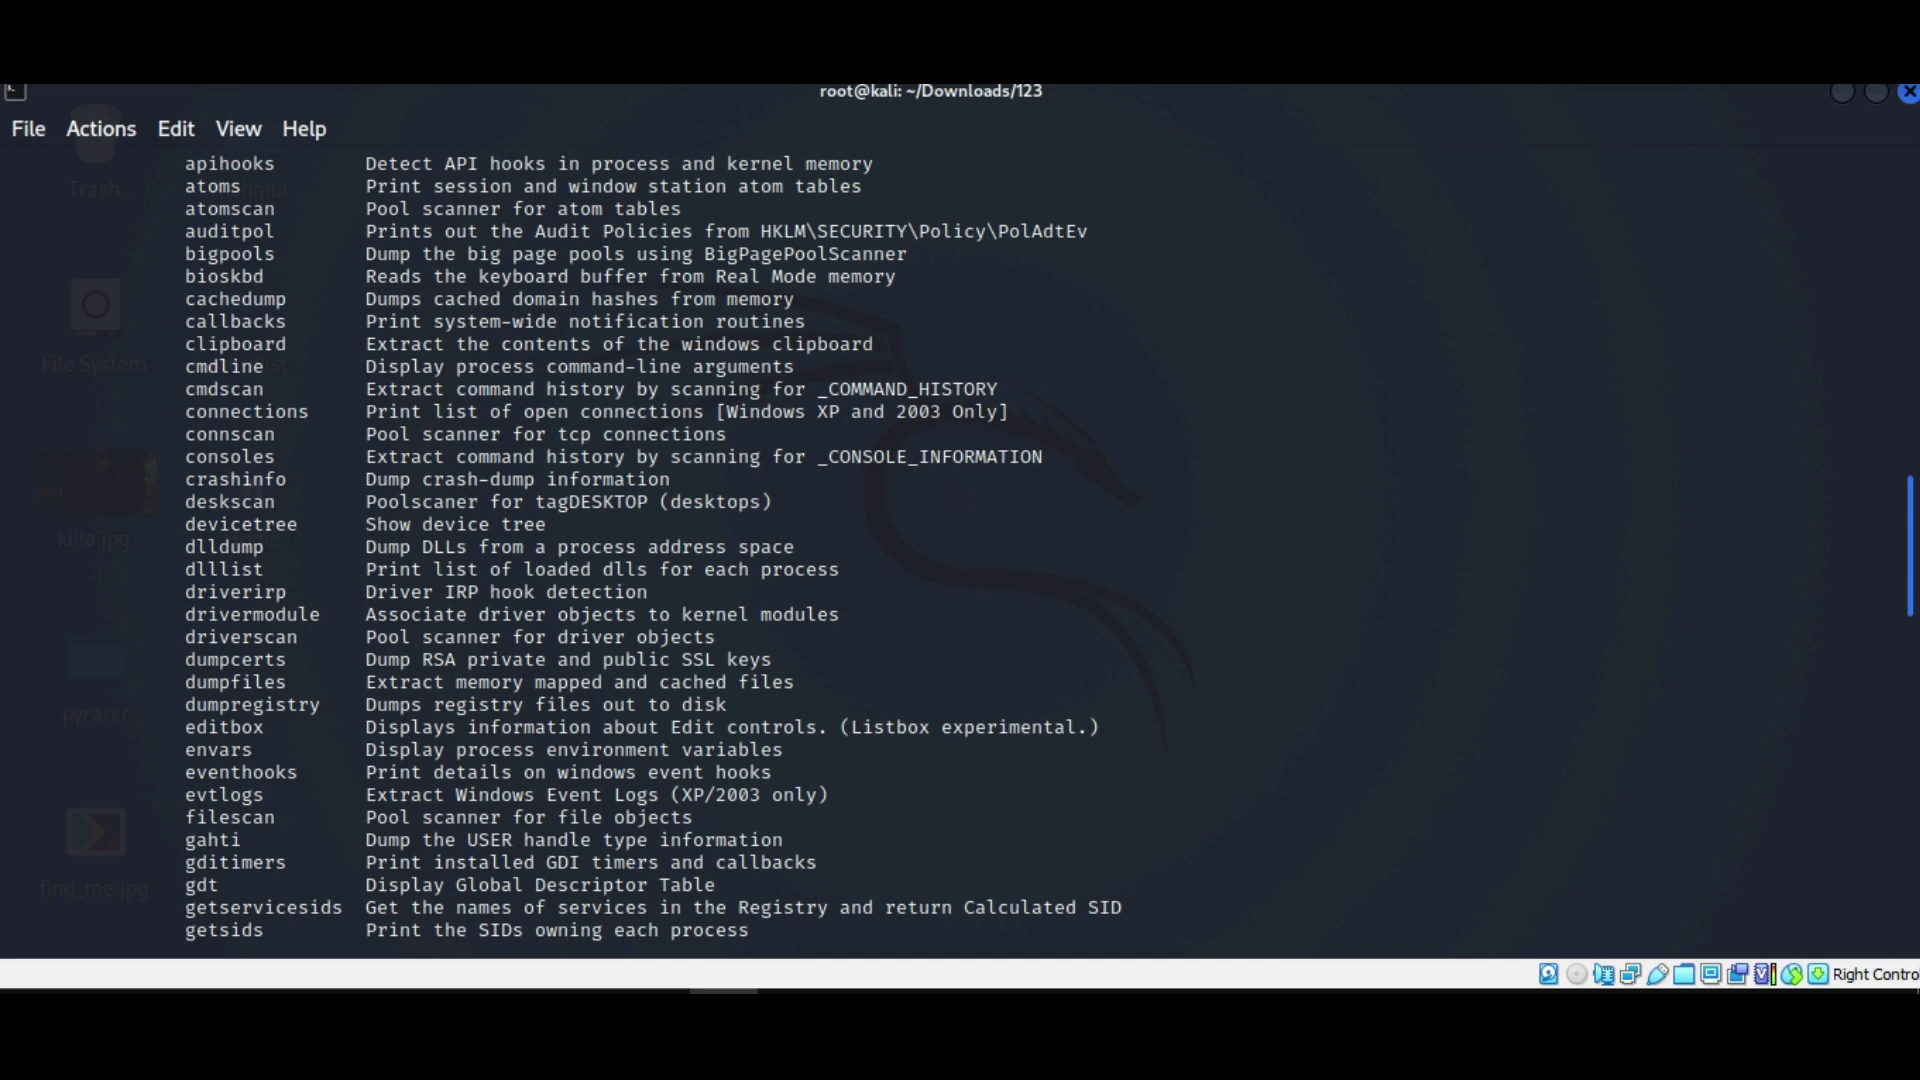 root@kali: ~/Downloads/123
File Actions Edit View Help
apihooks Detect API hooks in process and kernel memory
atoms Print session and window station atom tables
atomscan Pool scanner for atom tables
auditpol Prints out the Audit Policies from HKLM\SECURITY\Policy\PolAdtEv
bigpools Dump the big page pools using BigPagePoolScanner
bioskbd Reads the keyboard buffer from Real Mode memory
cachedump Dumps cached domain hashes from memory
callbacks Print system-wide notification routines
clipboard Extract the contents of the windows clipboard
cmdline Display process command-line arguments
cmdscan Extract command history by scanning for _COMMAND_HISTORY
connections Print list of open connections [Windows XP and 2003 Only]
connscan Pool scanner for tcp connections
consoles Extract command history by scanning for _CONSOLE_INFORMATION
crashinfo Dump crash-dump information
deskscan Poolscaner for tagDESKTOP (desktops)
devicetree Show device tree
dlldump Dump DLLs from a process address space
dlllist Print list of loaded dlls for each process
driverirp Driver IRP hook detection
drivermodule Associate driver objects to kernel modules
driverscan Pool scanner for driver objects
dumpcerts Dump RSA private and public SSL keys
dumpfiles Extract memory mapped and cached files
dumpregistry Dumps registry files out to disk
editbox Displays information about Edit controls. (Listbox experimental.)
envars Display process environment variables
eventhooks Print details on windows event hooks
evtlogs Extract Windows Event Logs (XP/2003 only)
filescan Pool scanner for file objects
gahti Dump the USER handle type information
gditimers Print installed GDI timers and callbacks
gdt Display Global Descriptor Table
getservicesids Get the names of services in the Registry and return Calculated SID
getsids Print the SIDs owning each process
Trash
File System
killa.jpg
find_me.jpg
Right Contro